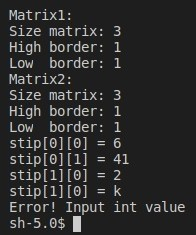 Matrix1:
Size matrix: 3
High border: 1
Low  border: 1
Matrix2:
Size matrix: 3
High border: 1
Low  border: 1
stip[0][0] = 6
stip[0][1] = 41
stip[1][0] = 2
stip[1][0] = k
Error! Input int value
sh-5.0$